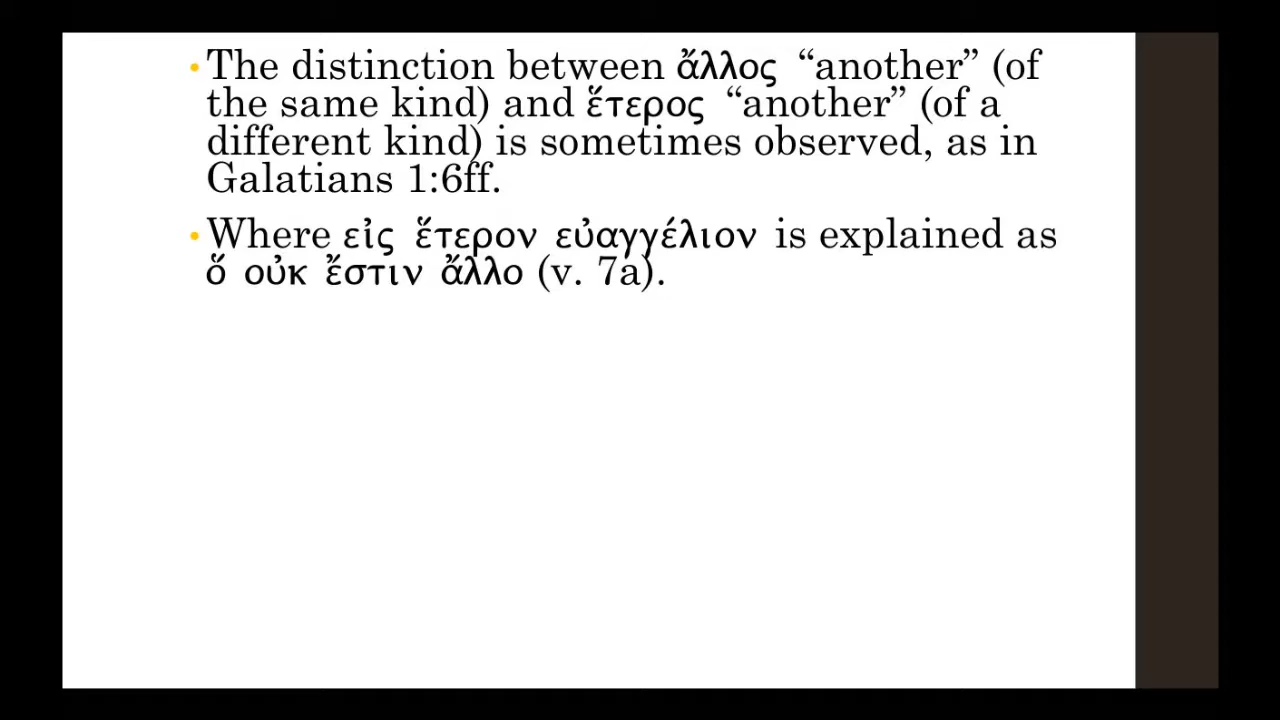 •The distinction between ἄλλος “another” (of
the same kind) and ἕτερος “another” (of a
different kind) is sometimes observed, as in
Galatians 1:6ff.
•Where εἰς ἕτερον εὐαγγέλιον is explained as
ὅ οὐκ ἔστιν ἄλλο (v. 7a).